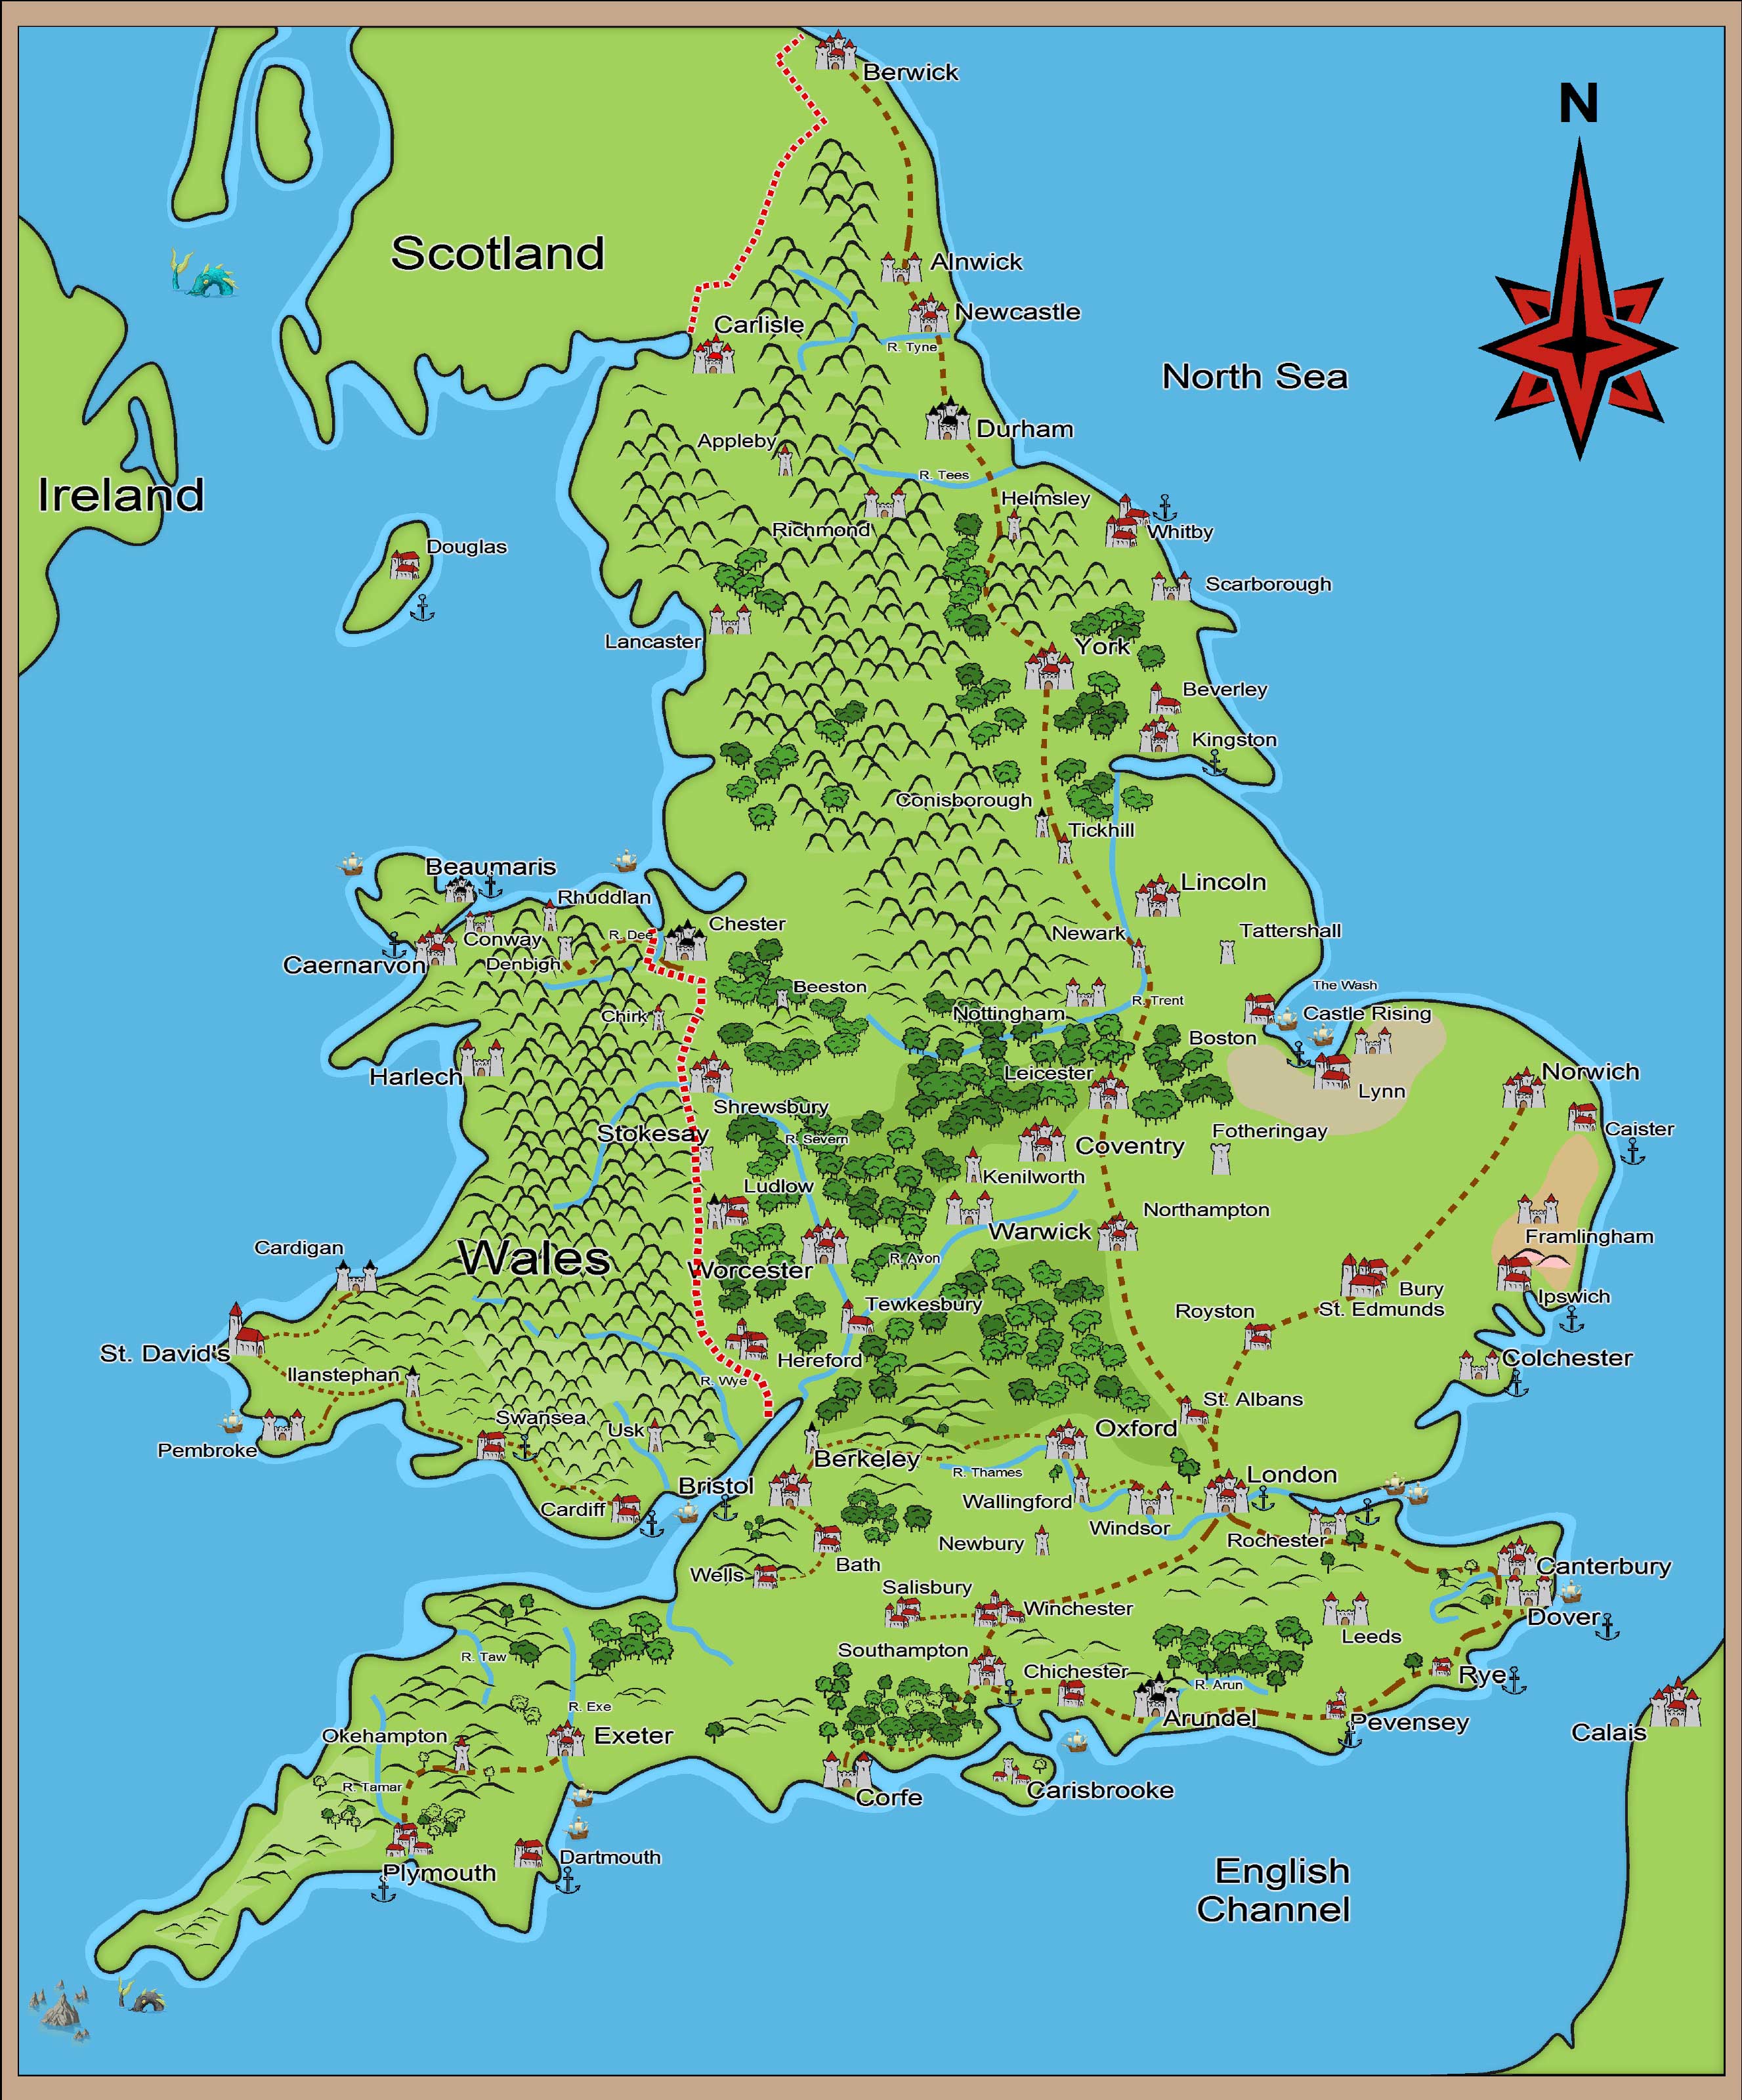 Berwick
N
Scotland
Alnwick
Newcastle
Carlisle
R. Tyne
North Sea
Durham
Appleby
R. Tees
Ireland
Helmsley
Richmond
Whitby
Douglas
Scarborough
Lancaster
York
Beverley
Kingston
Conisborough
Tickhill
Beaumaris
Lincoln
Rhuddlan
Chester
Newark
Tattershall
R. Dee
Conway
Caernarvon
Denbigh
Beeston
The Wash
R. Trent
Chirk
Nottingham
Castle Rising
Boston
Harlech
Leicester
Norwich
Lynn
Shrewsbury
Stokesay
R. Severn
Fotheringay
Caister
Coventry
Kenilworth
Ludlow
Northampton
Warwick
Framlingham
Cardigan
Wales
R. Avon
Worcester
Bury
St. Edmunds
Ipswich
Tewkesbury
Royston
St. David's
Hereford
Colchester
llanstephan
R. Wye
St. Albans
Swansea
Usk
Oxford
Pembroke
Berkeley
R. Thames
London
Bristol
Wallingford
Cardiff
Windsor
Newbury
Rochester
Bath
Canterbury
Wells
Salisbury
Winchester
Dover
Leeds
Southampton
R. Taw
Chichester
Rye
R. Arun
R. Exe
Arundel
Pevensey
Calais
Okehampton
Exeter
R. Tamar
Carisbrooke
Corfe
Dartmouth
Plymouth
English
Channel